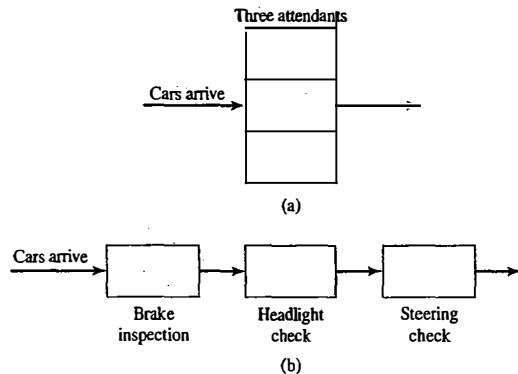 Three attendants
Cars arrive
(a)
Cars arrive
Brake
inspection
Headlight
check
Steering
check
(b)